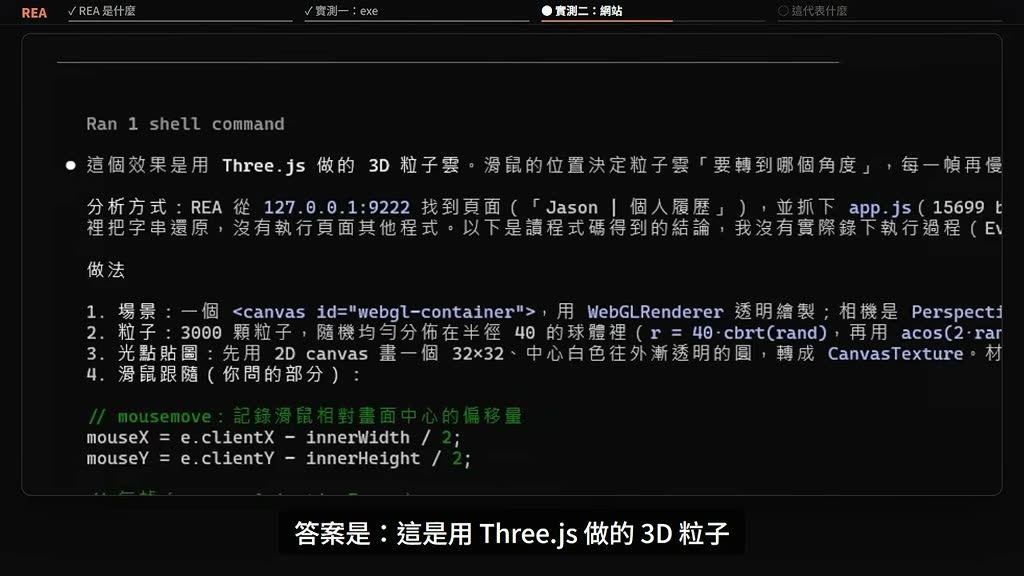 REA
✓ REA 是什麼
✓ 實測一：exe
實測二：網站
這代表什麼
Ran 1 shell command
這個效果是用 Three.js 做的 3D 粒子雲。滑鼠的位置決定粒子雲「要轉到哪個角度」，每一幀再慢
分析方式：REA 從 127.0.0.1:9222 找到頁面（「Jason | 個人履歷」），並抓下 app.js（15699 b
裡把字串還原，沒有執行頁面其他程式。以下是讀程式碼得到的結論，我沒有實際錄下執行過程（Ev
做法
1. 場景：一個 <canvas id="webgl-container">，用 WebGLRenderer 透明繪製；相機是 Perspecti
2. 粒子：3000 顆粒子，隨機均勻分佈在半徑 40 的球體裡（r = 40·cbrt(rand)，再用 acos(2·ran
3. 光點貼圖：先用 2D canvas 畫一個 32×32、中心白色往外漸透明的圓，轉成 CanvasTexture。材
4. 滑鼠跟隨（你問的部分）：
// mousemove：記錄滑鼠相對畫面中心的偏移量
mouseX = e.clientX - innerWidth / 2;
mouseY = e.clientY - innerHeight / 2;
答案是：這是用 Three.js 做的 3D 粒子